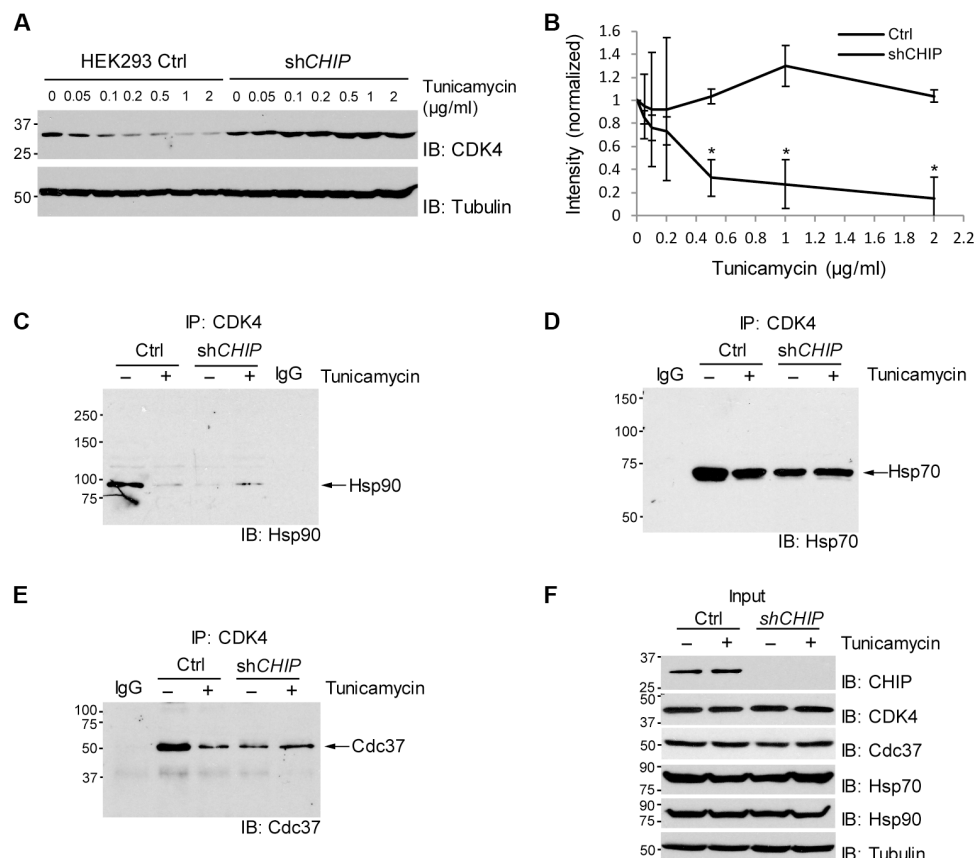 A
HEK293 Ctrl
shCHIP
0 0.05 0.1 0.2 0.5 1 2 0 0.05 0.1 0.2 0.5 1 2
Tunicamycin
(µg/ml)
37
25
IB: CDK4
50
IB: Tubulin
B
1.6
1.4
1.2
1
0.8
0.6
0.4
0.2
0
Intensity (normalized)
Ctrl
shCHIP
* * *
0 0.2 0.4 0.6 0.8 1 1.2 1.4 1.6 1.8 2 2.2
Tunicamycin (µg/ml)
C
IP: CDK4
Ctrl shCHIP
– + – + IgG Tunicamycin
250
150
100
75
Hsp90
IB: Hsp90
D
IP: CDK4
Ctrl shCHIP
IgG – + – + Tunicamycin
150
100
75
50
Hsp70
IB: Hsp70
E
IP: CDK4
Ctrl shCHIP
IgG – + – + Tunicamycin
100
75
50
37
Cdc37
IB: Cdc37
F
Input
Ctrl shCHIP
– + – + Tunicamycin
37
25
IB: CHIP
50
37
IB: CDK4
50
IB: Cdc37
90
75
IB: Hsp70
90
75
IB: Hsp90
50
IB: Tubulin